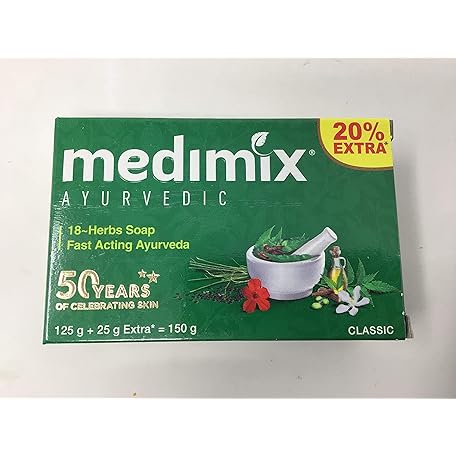 20%
EXTRA*
medimix®
AYURVEDIC
18~Herbs Soap
Fast Acting Ayurveda
50 YEARS
OF CELEBRATING SKIN
125 g + 25 g Extra* = 150 g
CLASSIC